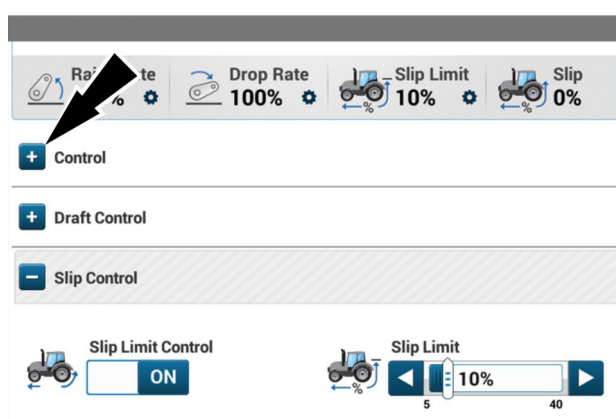 Drop Rate
Slip Limit
Slip
%
100%
%
10%
%
0%
+ Control
+ Draft Control
− Slip Control
Slip Limit Control
Slip Limit
ON
%
10%
5
40